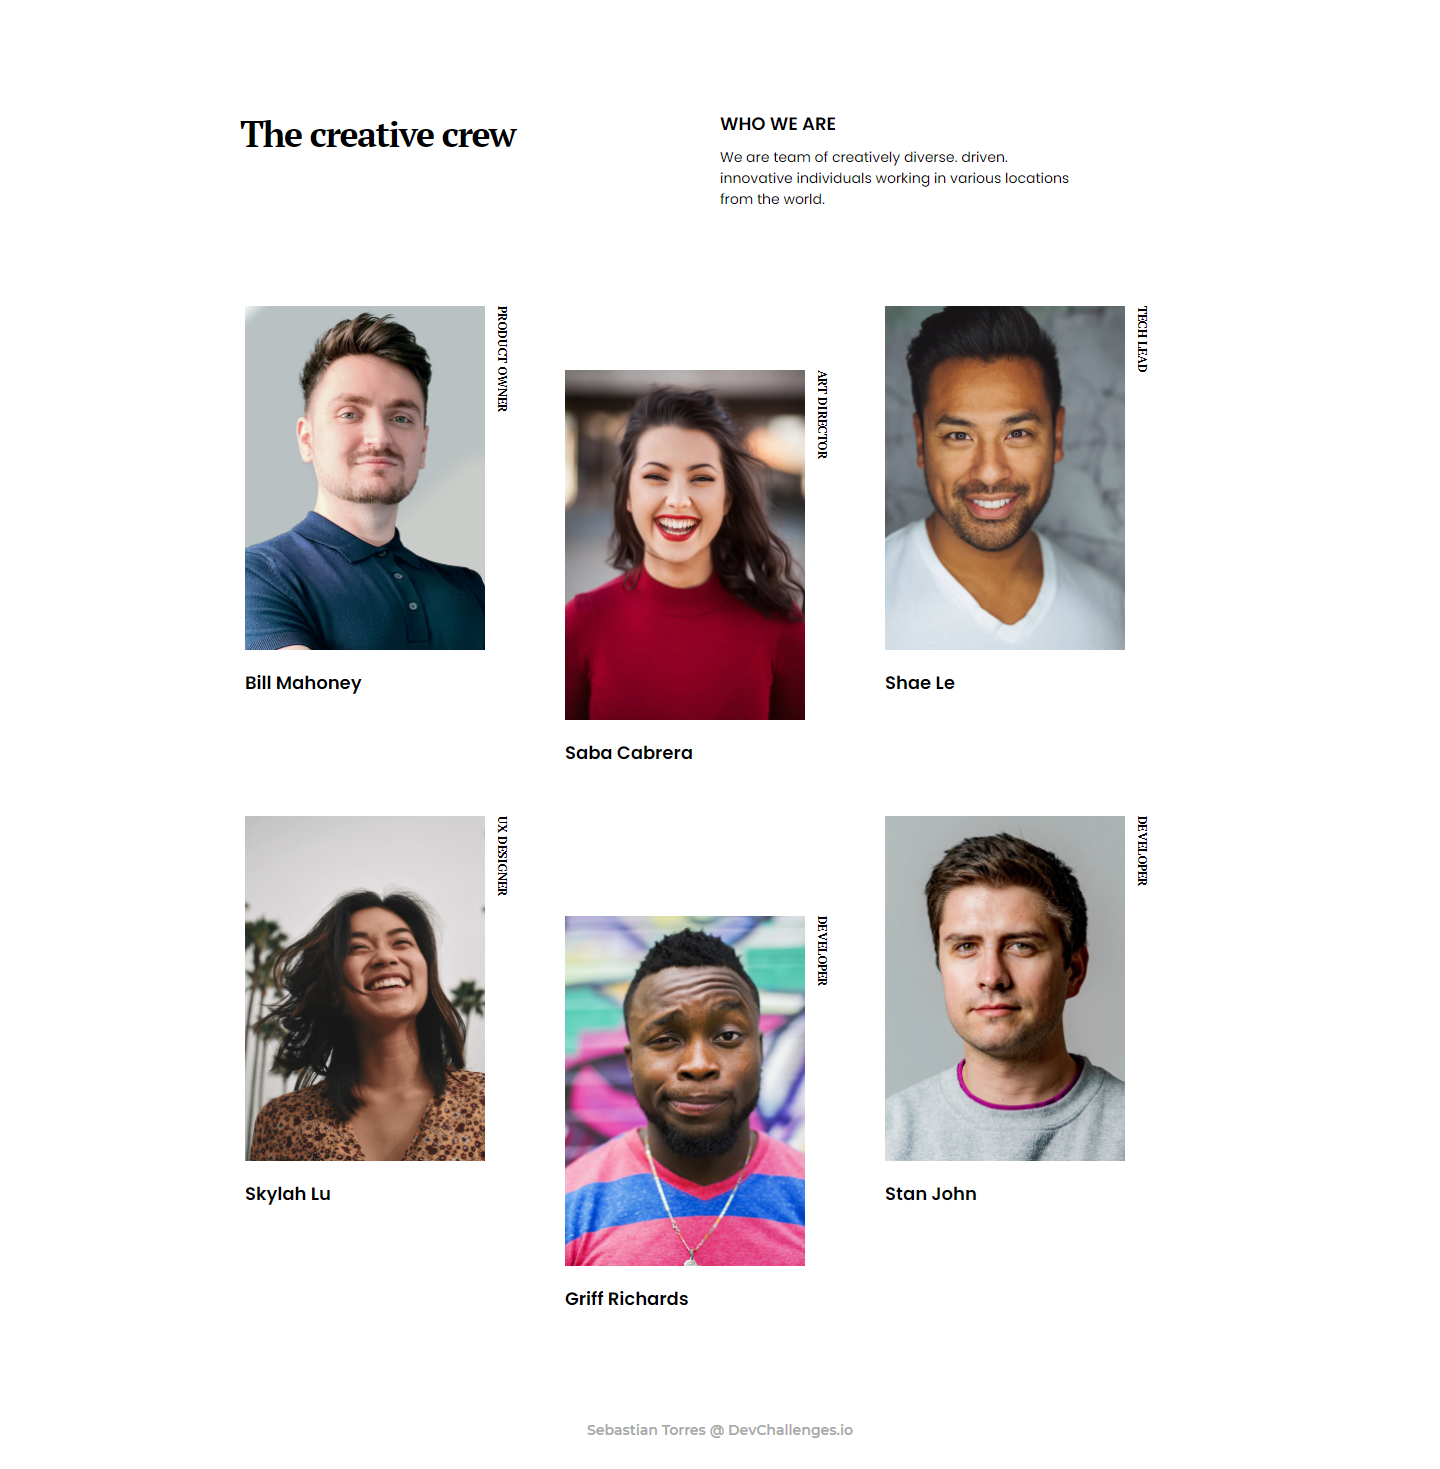 The creative crew
WHO WE ARE
We are team of creatively diverse. driven.
innovative individuals working in various locations
from the world.
PRODUCT OWNER
Bill Mahoney
ART DIRECTOR
Saba Cabrera
TECH LEAD
Shae Le
UX DESIGNER
Skylah Lu
DEVELOPER
Griff Richards
DEVELOPER
Stan John
Sebastian Torres @ DevChallenges.io